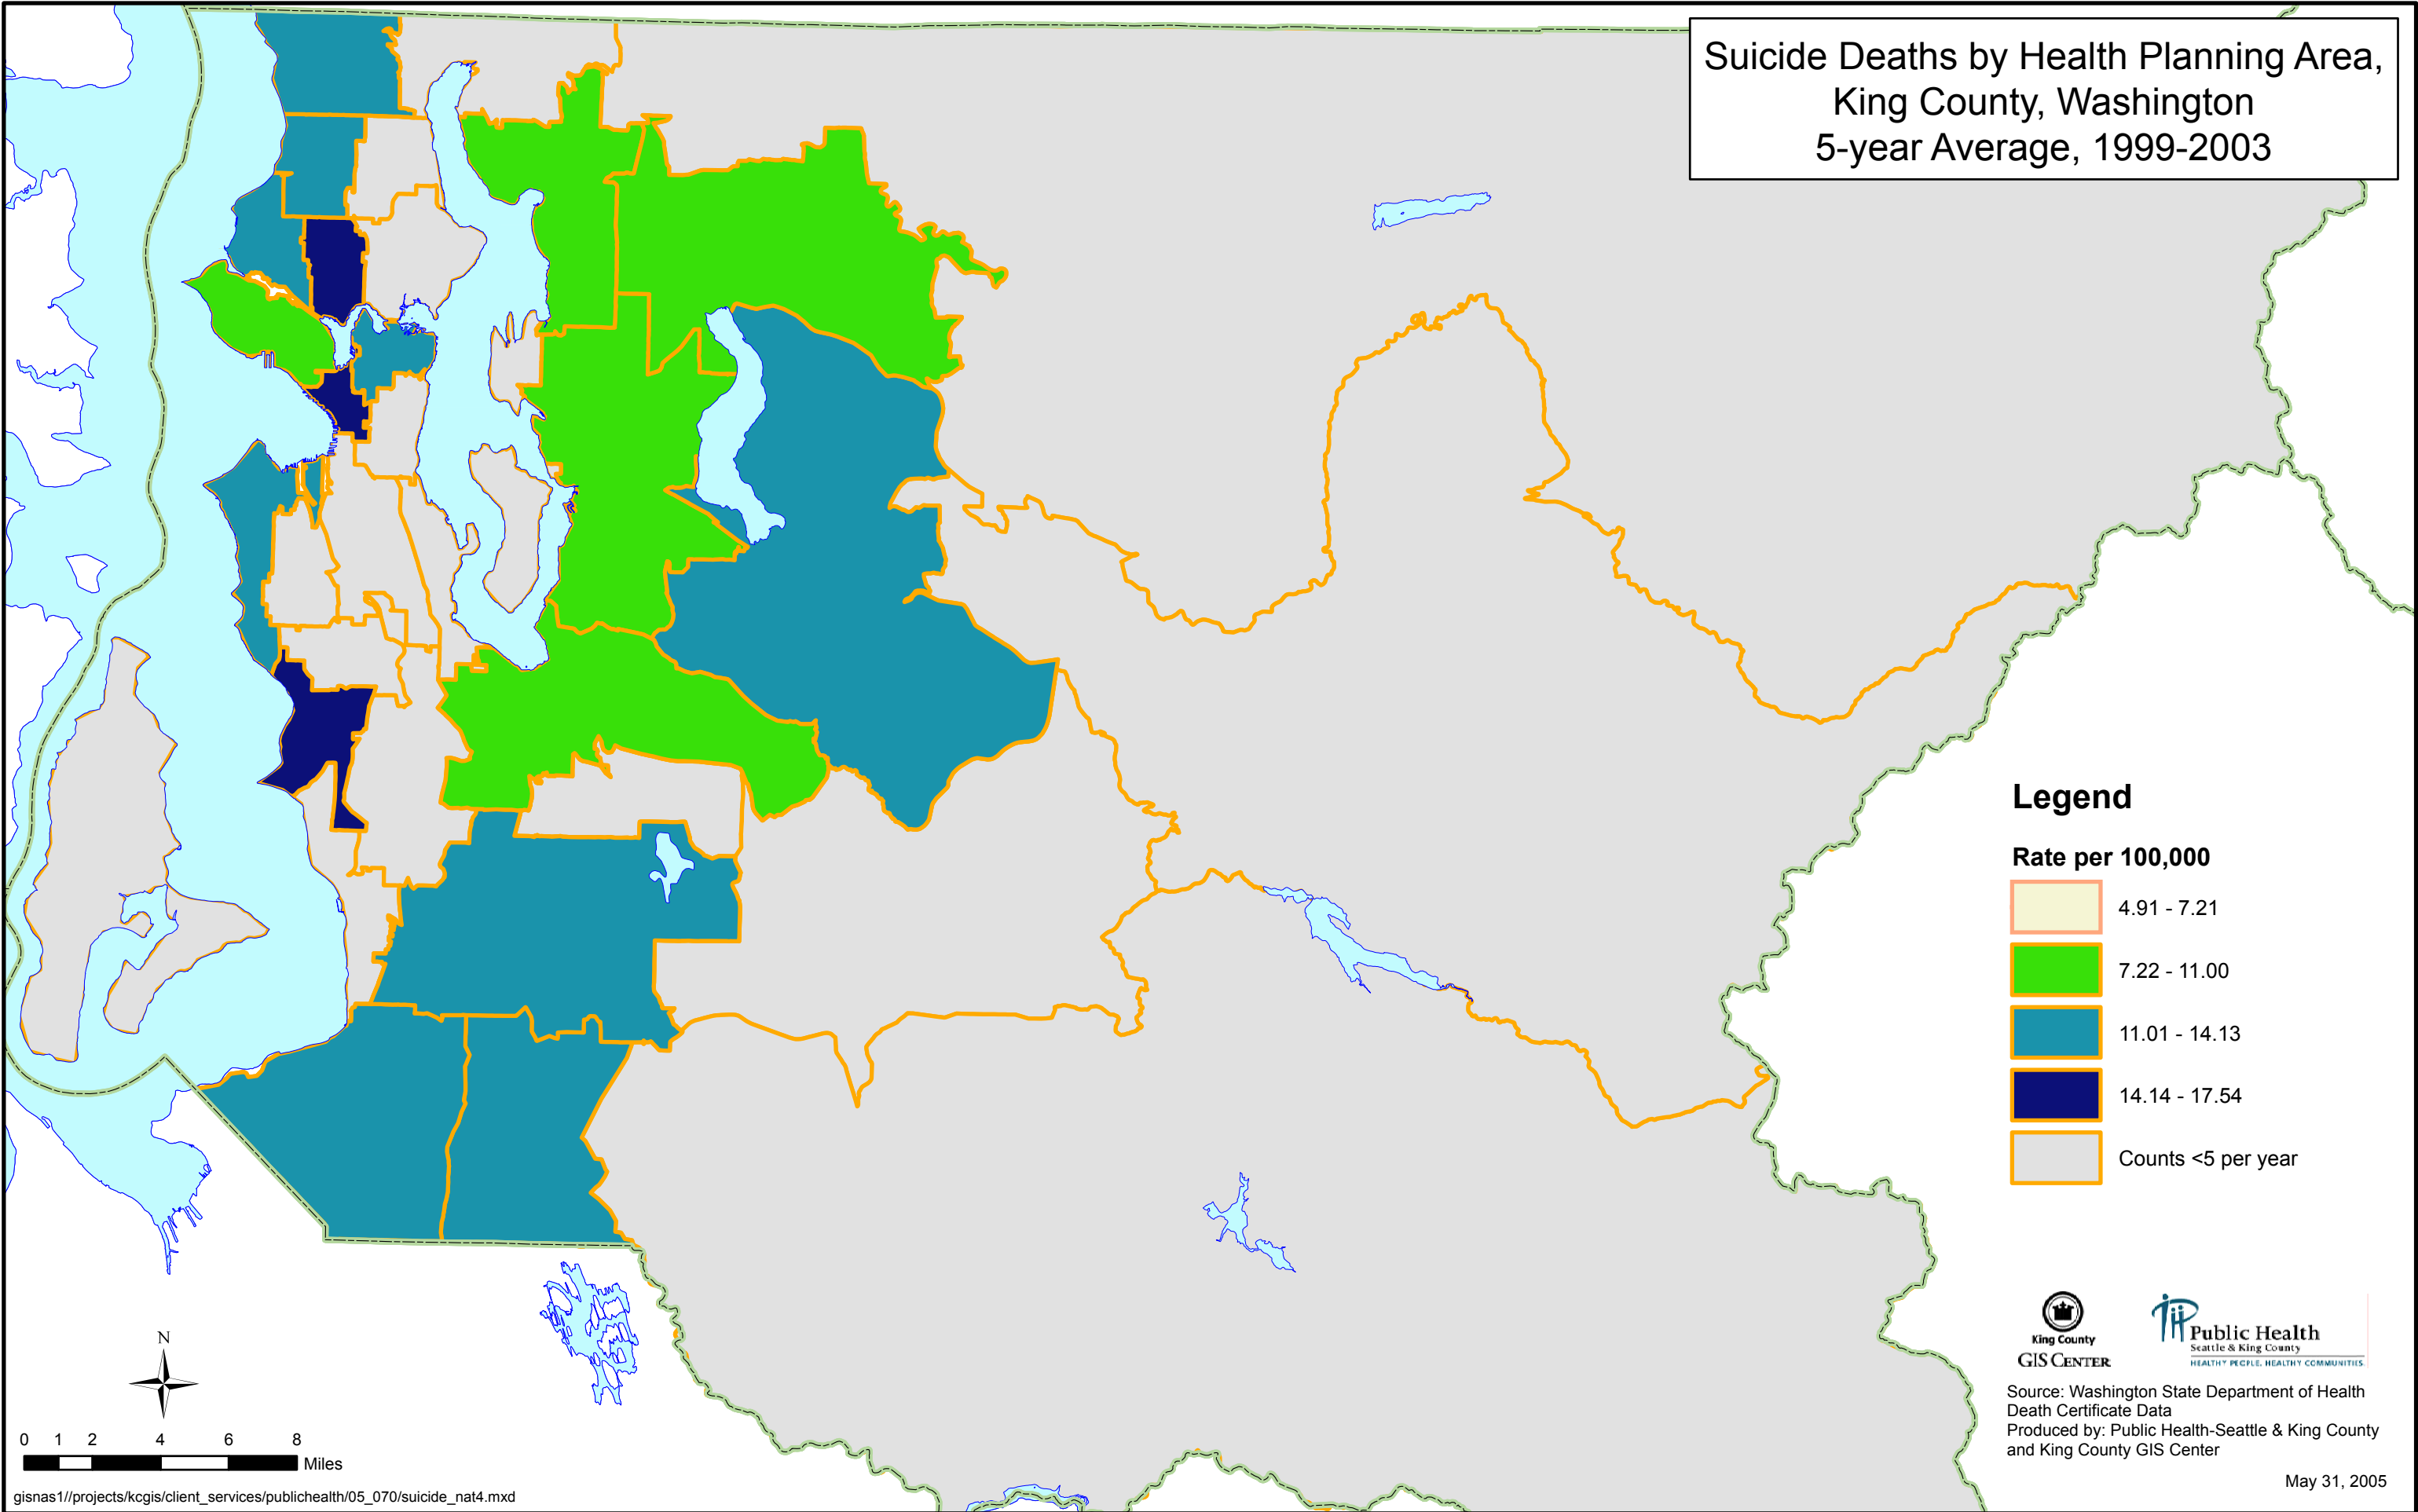 Suicide Deaths by Health Planning Area,
King County, Washington
5-year Average, 1999-2003
Legend
Rate per 100,000
4.91 - 7.21
7.22 - 11.00
11.01 - 14.13
14.14 - 17.54
Counts <5 per year
King County
GIS CENTER
Public Health
Seattle & King County
HEALTHY PEOPLE. HEALTHY COMMUNITIES.
Source: Washington State Department of Health
Death Certificate Data
Produced by: Public Health-Seattle & King County
and King County GIS Center
May 31, 2005
N
0 1 2 4 6 8
Miles
gisnas1//projects/kcgis/client_services/publichealth/05_070/suicide_nat4.mxd